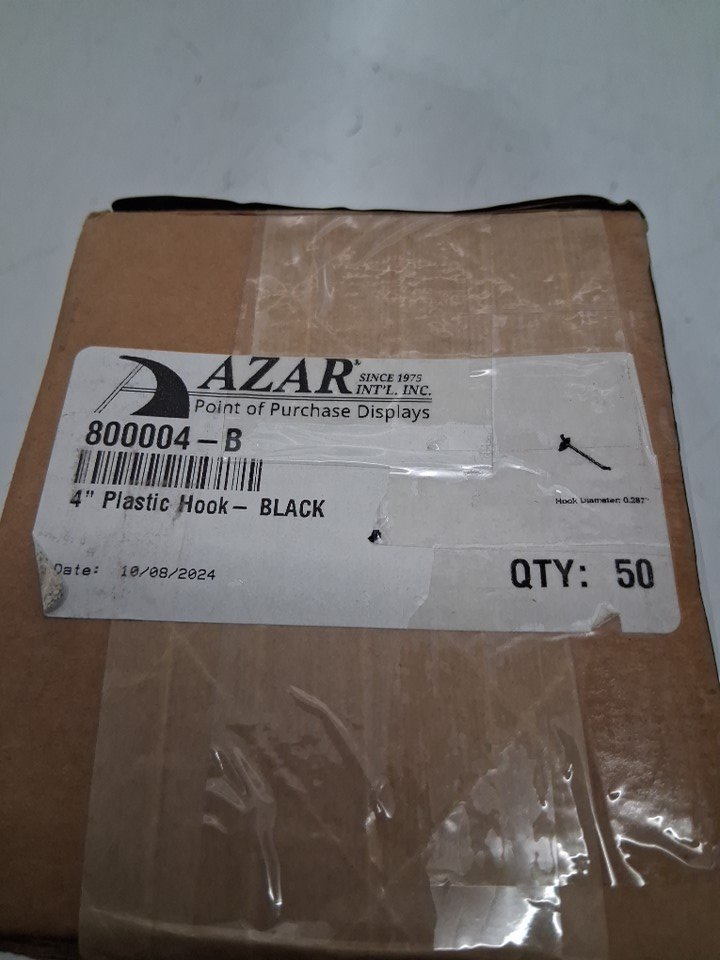 AZAR®
SINCE 1975
INT'L. INC.
Point of Purchase Displays
800004-B
4" Plastic Hook- BLACK
Hook Diameter: 0.287"
Date: 10/08/2024
QTY: 50